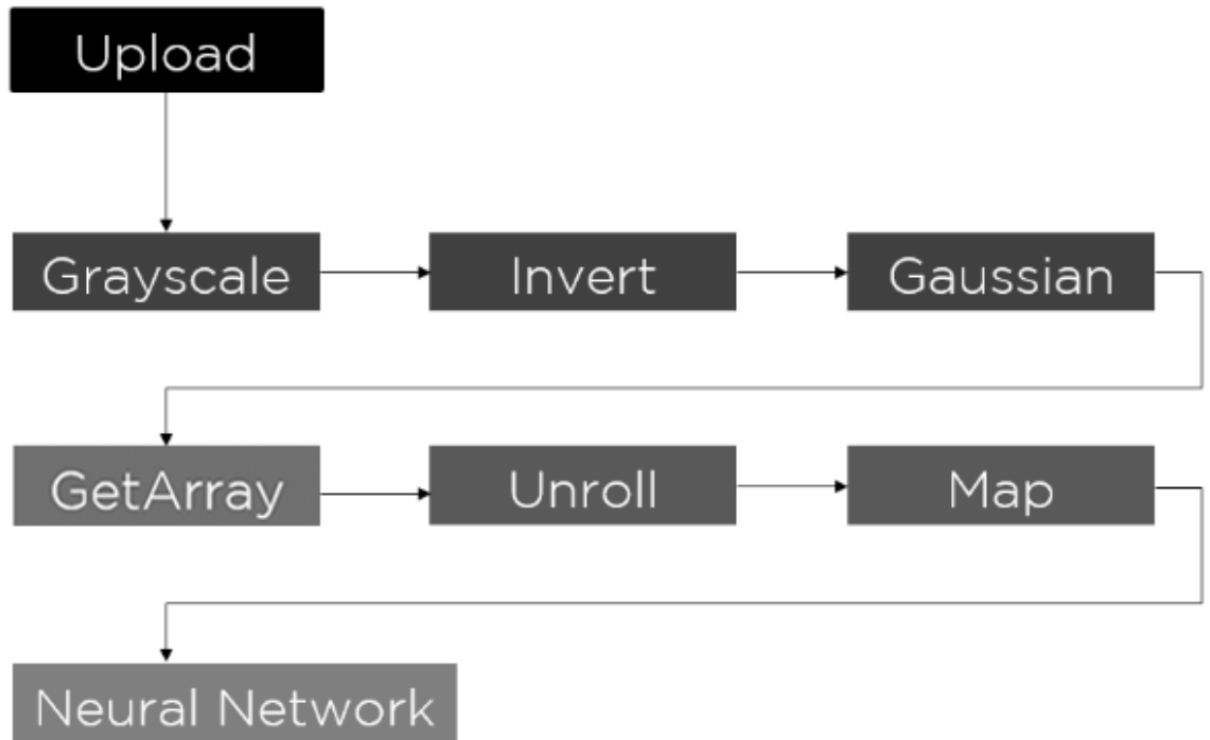 Upload
Grayscale
Invert
Gaussian
GetArray
Unroll
Map
Neural Network